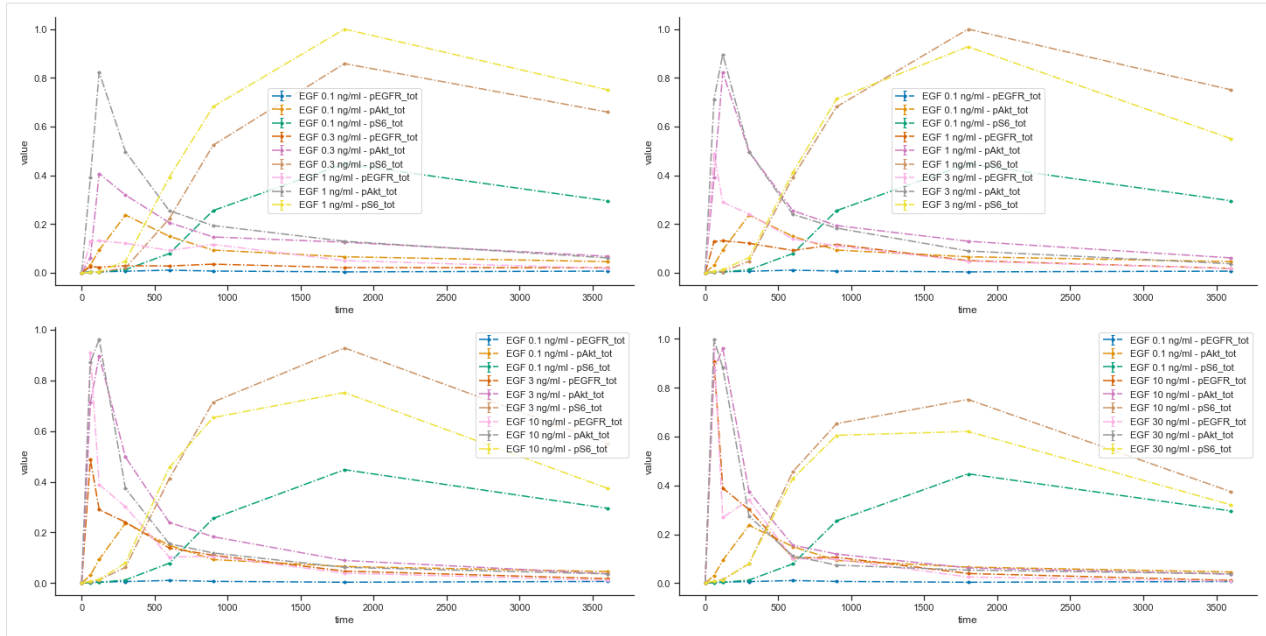 1.0
0.8
0.6
0.4
0.2
0.0
value
0
500
1000
1500
2000
2500
3000
3500
time
EGF 0.1 ng/ml - pEGFR_tot
EGF 0.1 ng/ml - pAkt_tot
EGF 0.1 ng/ml - pS6_tot
EGF 0.3 ng/ml - pEGFR_tot
EGF 0.3 ng/ml - pAkt_tot
EGF 0.3 ng/ml - pS6_tot
EGF 1 ng/ml - pEGFR_tot
EGF 1 ng/ml - pAkt_tot
EGF 1 ng/ml - pS6_tot
1.0
0.8
0.6
0.4
0.2
0.0
value
0
500
1000
1500
2000
2500
3000
3500
time
EGF 0.1 ng/ml - pEGFR_tot
EGF 0.1 ng/ml - pAkt_tot
EGF 0.1 ng/ml - pS6_tot
EGF 1 ng/ml - pEGFR_tot
EGF 1 ng/ml - pAkt_tot
EGF 1 ng/ml - pS6_tot
EGF 3 ng/ml - pEGFR_tot
EGF 3 ng/ml - pAkt_tot
EGF 3 ng/ml - pS6_tot
1.0
0.8
0.6
0.4
0.2
0.0
value
0
500
1000
1500
2000
2500
3000
3500
time
EGF 0.1 ng/ml - pEGFR_tot
EGF 0.1 ng/ml - pAkt_tot
EGF 0.1 ng/ml - pS6_tot
EGF 3 ng/ml - pEGFR_tot
EGF 3 ng/ml - pAkt_tot
EGF 3 ng/ml - pS6_tot
EGF 10 ng/ml - pEGFR_tot
EGF 10 ng/ml - pAkt_tot
EGF 10 ng/ml - pS6_tot
1.0
0.8
0.6
0.4
0.2
0.0
value
0
500
1000
1500
2000
2500
3000
3500
time
EGF 0.1 ng/ml - pEGFR_tot
EGF 0.1 ng/ml - pAkt_tot
EGF 0.1 ng/ml - pS6_tot
EGF 10 ng/ml - pEGFR_tot
EGF 10 ng/ml - pAkt_tot
EGF 10 ng/ml - pS6_tot
EGF 30 ng/ml - pEGFR_tot
EGF 30 ng/ml - pAkt_tot
EGF 30 ng/ml - pS6_tot